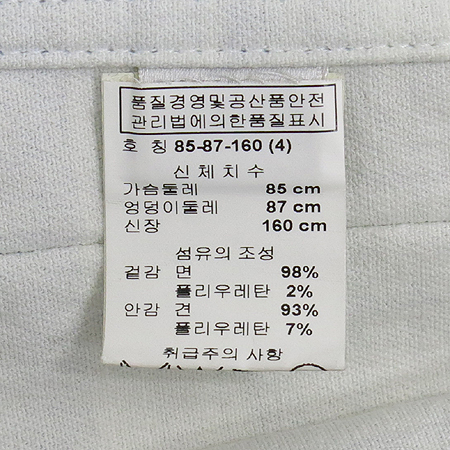 품질경영및공산품안전
관리법에의한품질표시
호 칭 85-87-160 (4)
신 체 치 수
가슴둘레 85 cm
엉덩이둘레 87 cm
신장 160 cm
섬유의 조성
겉감 면 98%
폴리우레탄 2%
안감 견 93%
폴리우레탄 7%
취급주의 사항